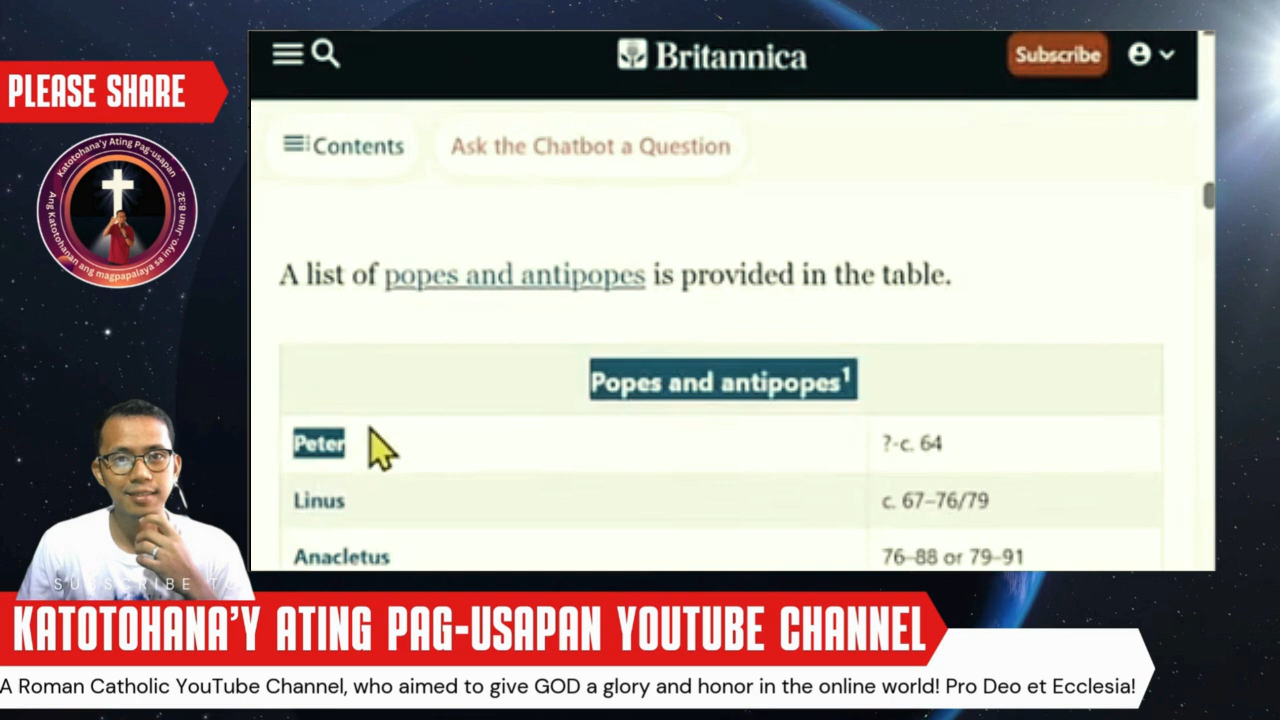 Britannica
Subscribe
PLEASE SHARE
Contents
Ask the Chatbot a Question
Katotohana'y Ating Pag-usapan
Ang Katotohanan ang magpapalaya sa inyo. Juan 8:32
A list of popes and antipopes is provided in the table.
Popes and antipopes¹
Peter ?-c. 64
Linus c. 67–76/79
Anacletus 76–88 or 79–91
SUBSCRIBE TO
KATOTOHANA'Y ATING PAG-USAPAN YOUTUBE CHANNEL
A Roman Catholic YouTube Channel, who aimed to give GOD a glory and honor in the online world! Pro Deo et Ecclesia!